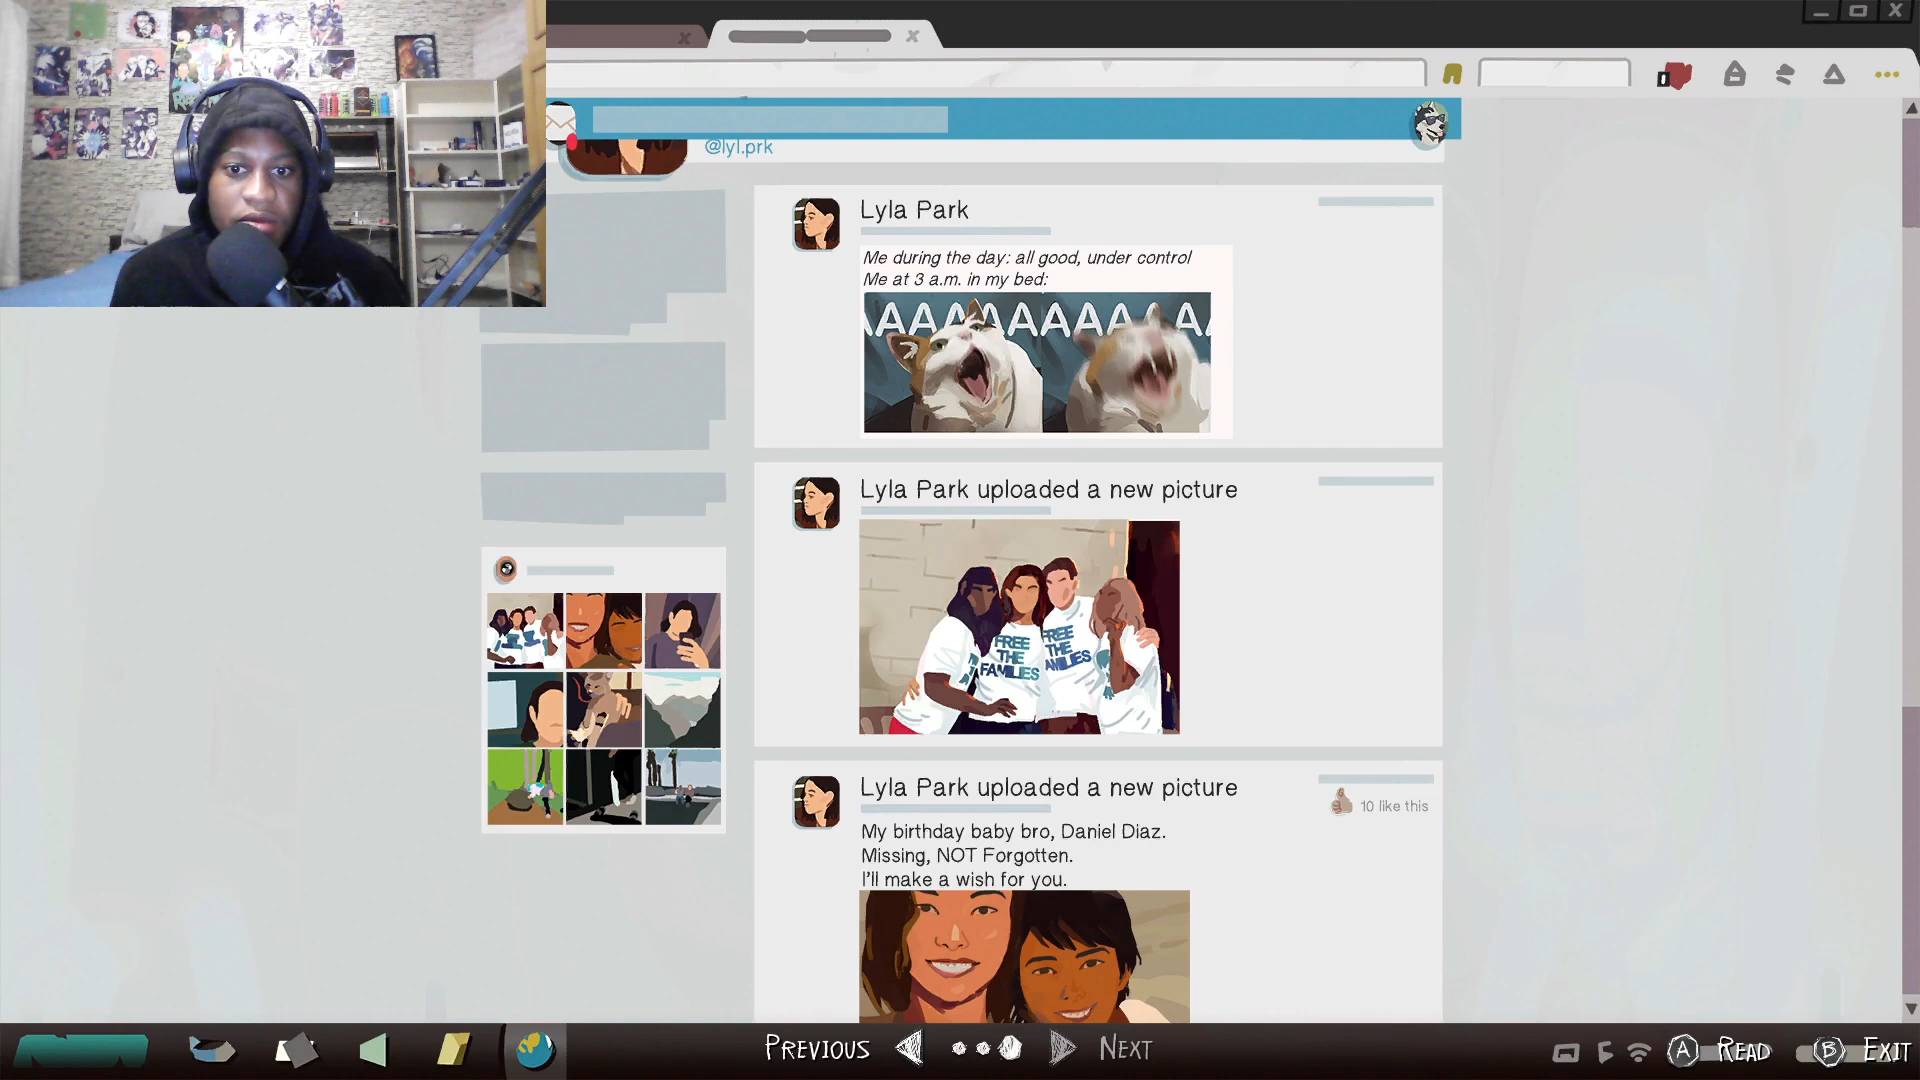 @lyl.prk
Lyla Park
Me during the day: all good, under control
Me at 3 a.m. in my bed:
AAAAAAAAAAA
Lyla Park uploaded a new picture
FREE
THE
FAMILIES
FREE
THE
AMILIES
Lyla Park uploaded a new picture
10 like this
My birthday baby bro, Daniel Diaz.
Missing, NOT Forgotten.
I'll make a wish for you.
PREVIOUS
NEXT
A READ
B EXIT